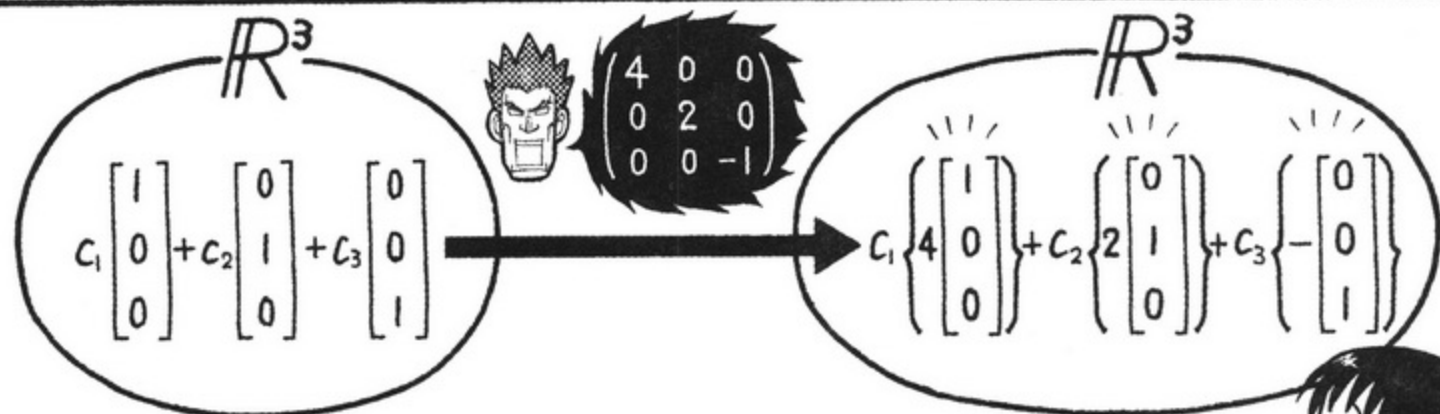 ℝ³
c₁[1 0 0] + c₂[0 1 0] + c₃[0 0 1]
(4 0 0
0 2 0
0 0 -1)
ℝ³
c₁{4[1 0 0]} + c₂{2[0 1 0]} + c₃{-[0 0 1]}